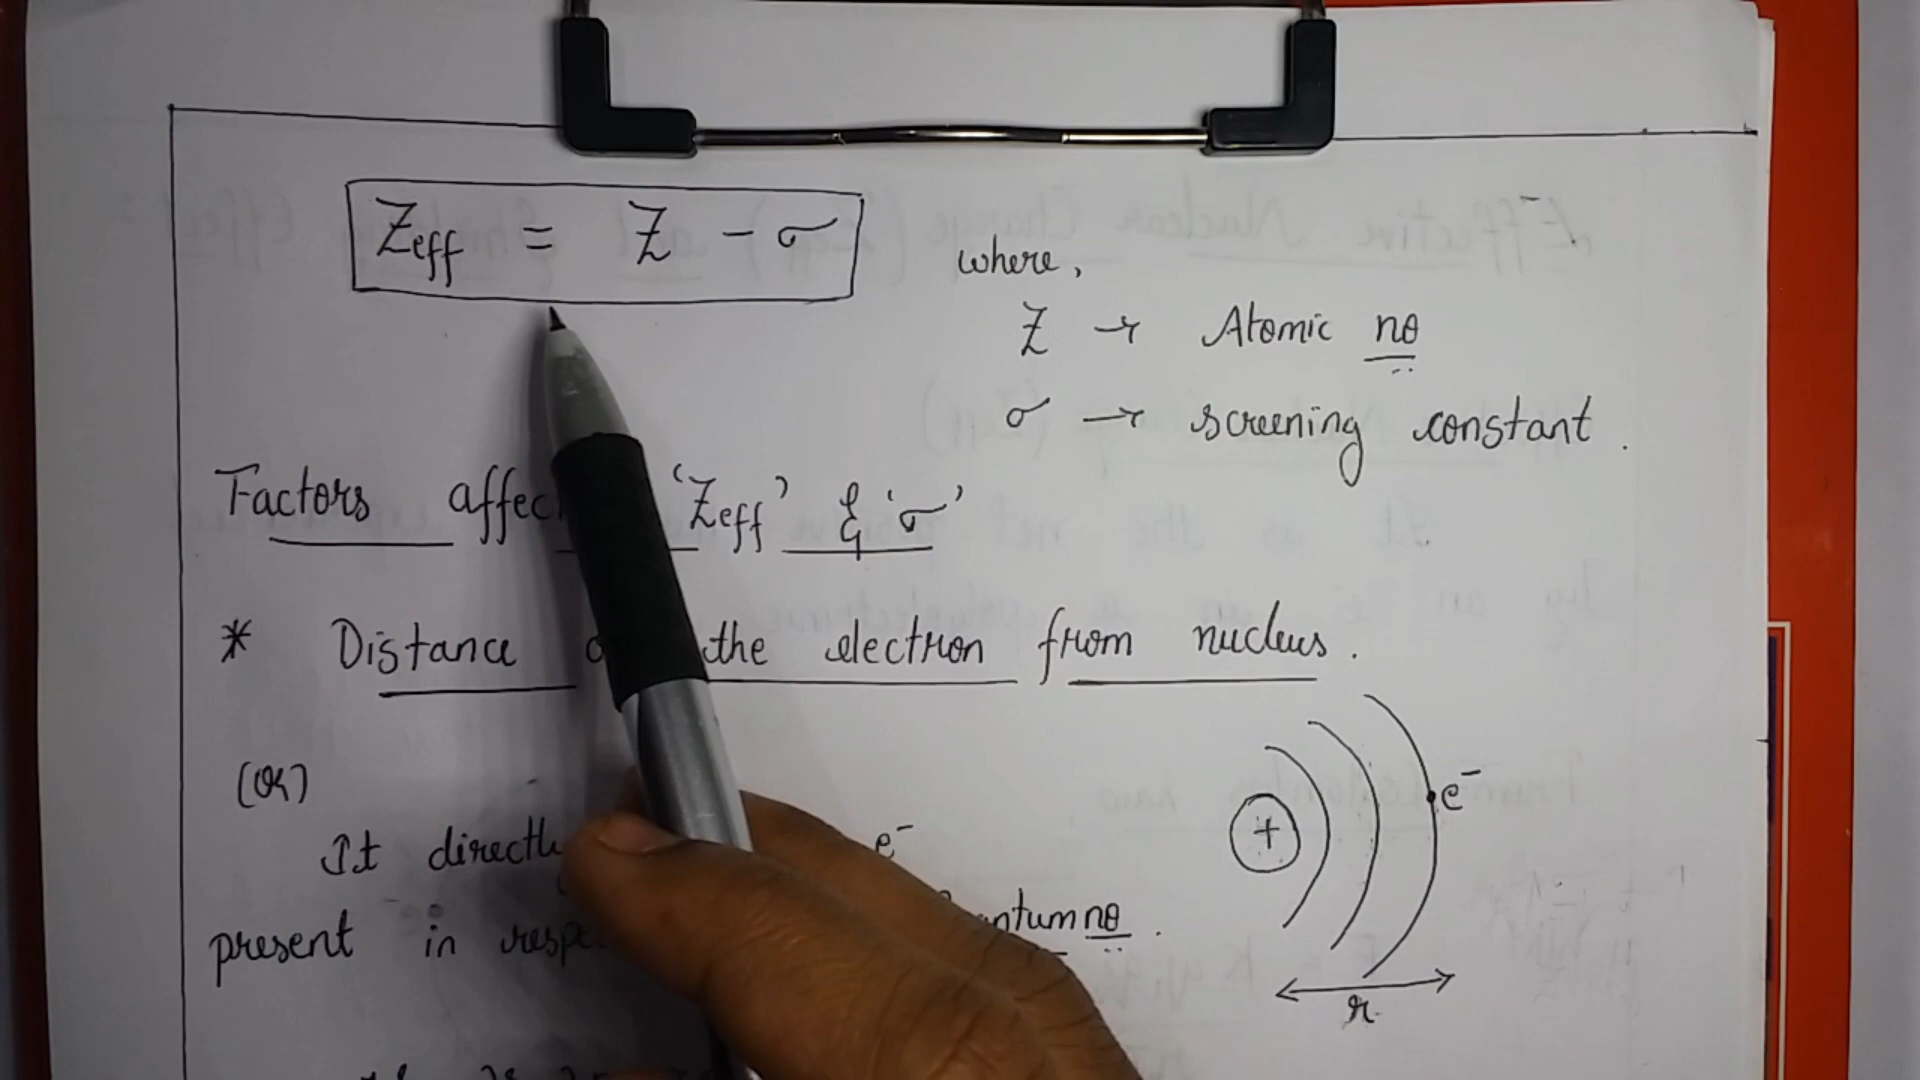 Zeff = Z - σ
where,
Z → Atomic no
σ → screening constant.
Factors affec 'Zeff' & 'σ'
* Distance the electron from nucleus.
(or)
It directl e⁻
present in respe antum no.
+
e⁻
r